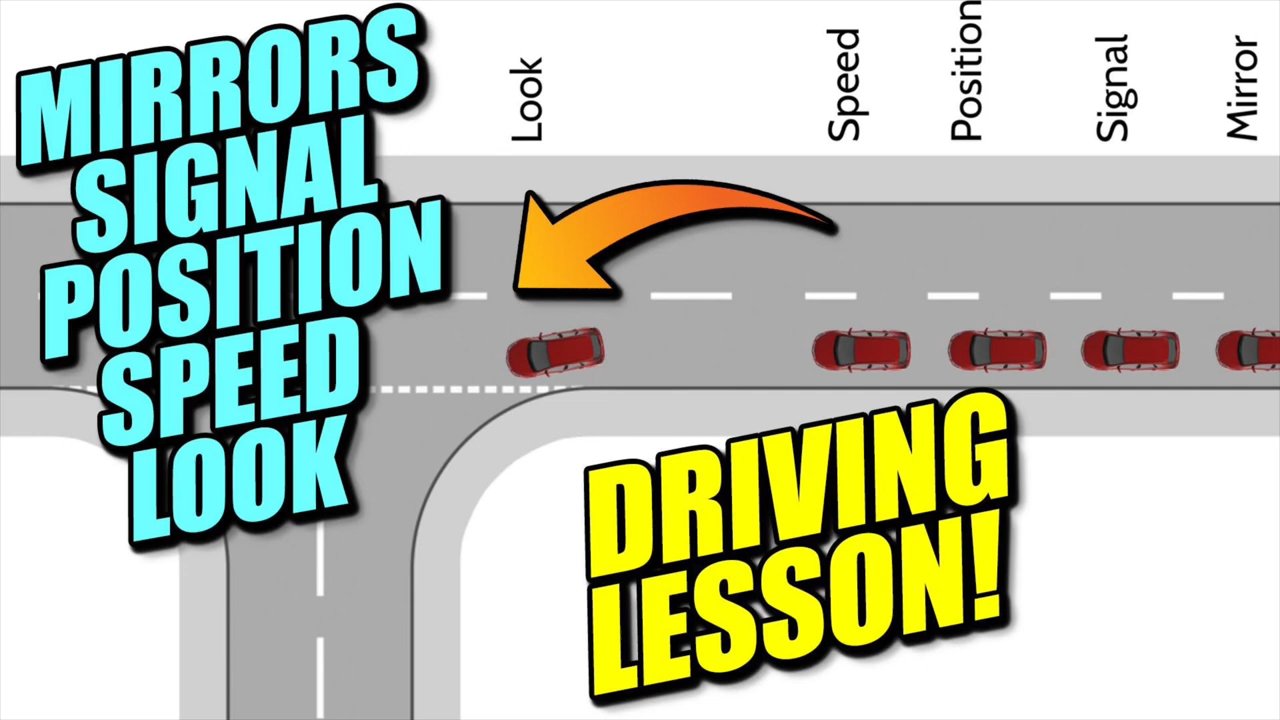 MIRRORS
SIGNAL
POSITION
SPEED
LOOK
Look
Speed
Position
Signal
Mirror
DRIVING
LESSON!